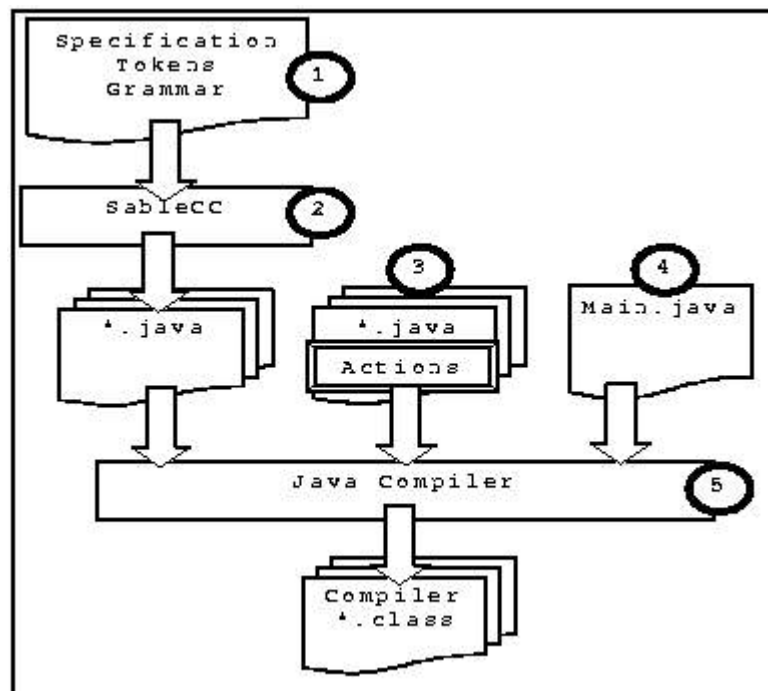 Specification
Tokens
Grammar
1
SableCC
2
3
4
*.java
*.java
Main.java
Actions
Java Compiler
5
Compiler
*.class